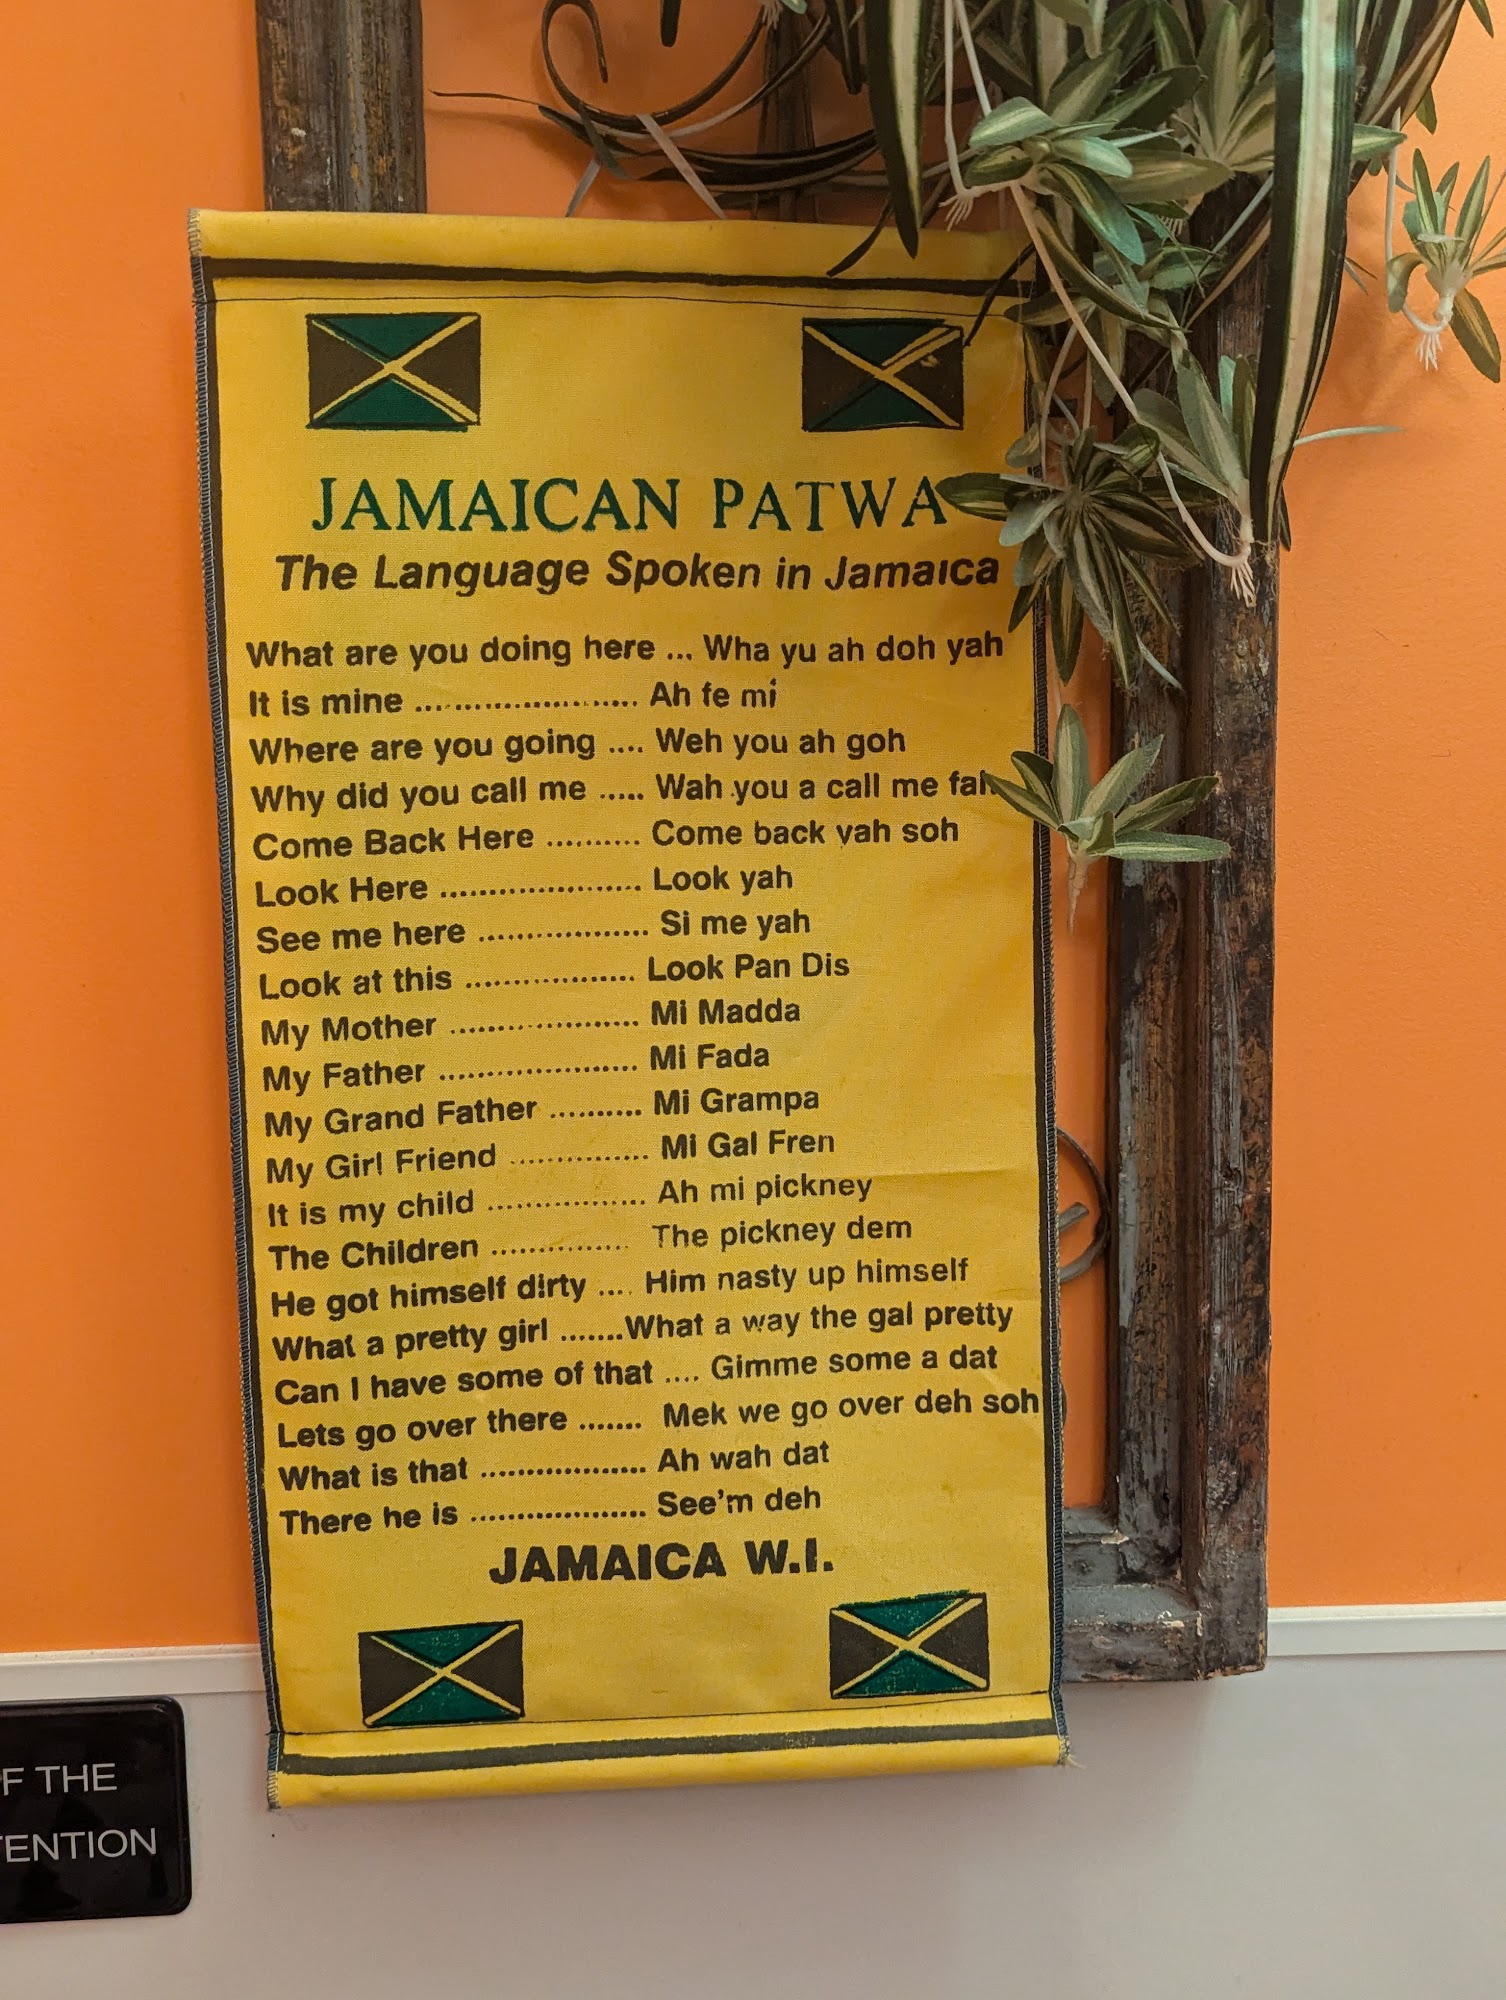 JAMAICAN PATWA
The Language Spoken in Jamaica
What are you doing here ... Wha yu ah doh yah
It is mine ........................ Ah fe mi
Where are you going .... Weh you ah goh
Why did you call me ..... Wah you a call me
Come Back Here .......... Come back yah soh
Look Here ..................... Look yah
See me here .................. Si me yah
Look at this .................. Look Pan Dis
My Mother .................... Mi Madda
My Father ..................... Mi Fada
My Grand Father .......... Mi Grampa
My Girl Friend ............... Mi Gal Fren
It is my child ................. Ah mi pickney
The Children ............... The pickney dem
He got himself dirty .... Him nasty up himself
What a pretty girl .......What a way the gal pretty
Can I have some of that .... Gimme some a dat
Lets go over there ....... Mek we go over deh soh
What is that .................. Ah wah dat
There he is ................... See'm deh
JAMAICA W.I.
F THE
TENTION